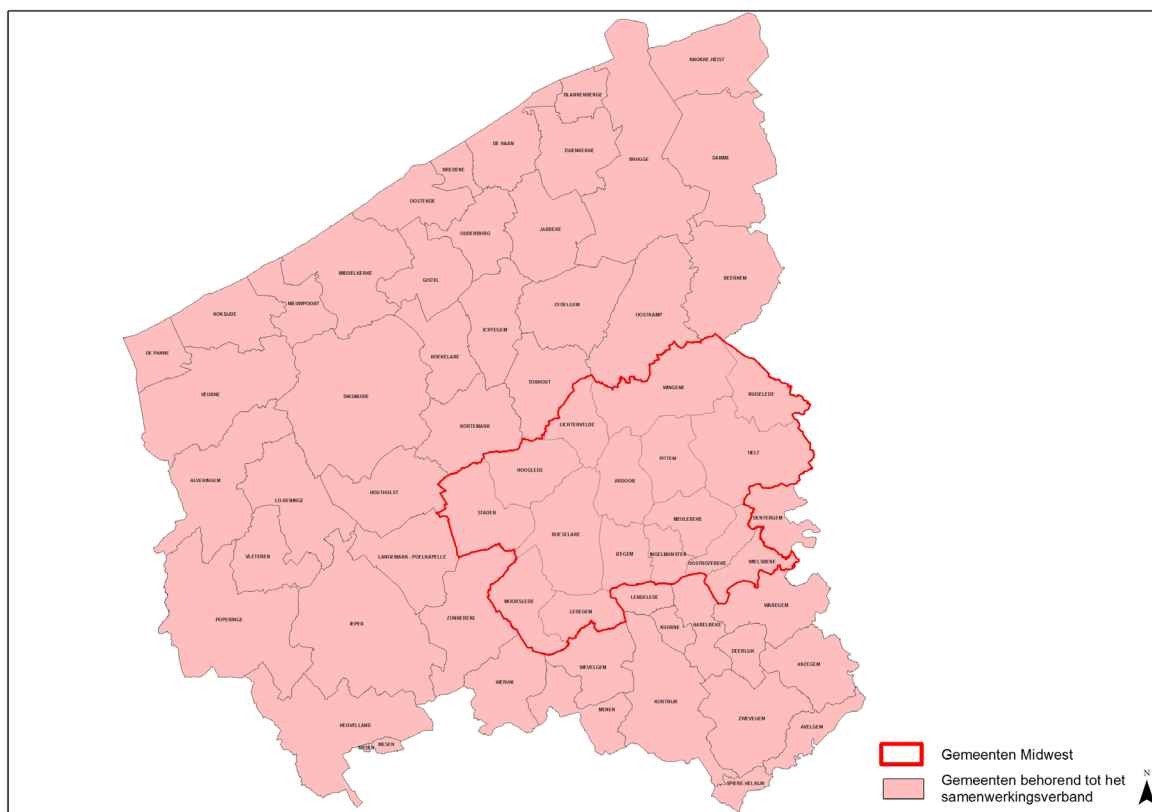 KNOKKE-HEIST
BLANKENBERGE
DE HAAN
ZUIENKERKE
BRUGGE
DAMME
BREDENE
OOSTENDE
OUDENBURG
JABBEKE
MIDDELKERKE
GISTEL
BEERNEM
NIEUWPOORT
ZEDELGEM
KOKSIJDE
OOSTKAMP
ICHTEGEM
DE PANNE
KOEKELARE
TORHOUT
WINGENE
VEURNE
DIKSMUIDE
RUISELEDE
LICHTERVELDE
KORTEMARK
TIELT
PITTEM
HOOGLEDE
ALVERINGEM
ARDOOIE
HOUTHULST
LO-RENINGE
STADEN
DENTERGEM
MEULEBEKE
ROESELARE
VLETEREN
LANGEMARK - POELKAPELLE
IZEGEM
INGELMUNSTER
OOSTROZEBEKE
WIELSBEKE
LENDELEDE
MOORSLEDE
LEDEGEM
WAREGEM
POPERINGE
IEPER
ZONNEBEKE
KUURNE
HARELBEKE
DEERLIJK
ANZEGEM
WEVELGEM
WERVIK
KORTRIJK
MENEN
ZWEVEGEM
HEUVELLAND
AVELGEM
MESEN
MESEN
SPIERE-HELKIJN
Gemeenten Midwest
Gemeenten behorend tot het
samenwerkingsverband
N